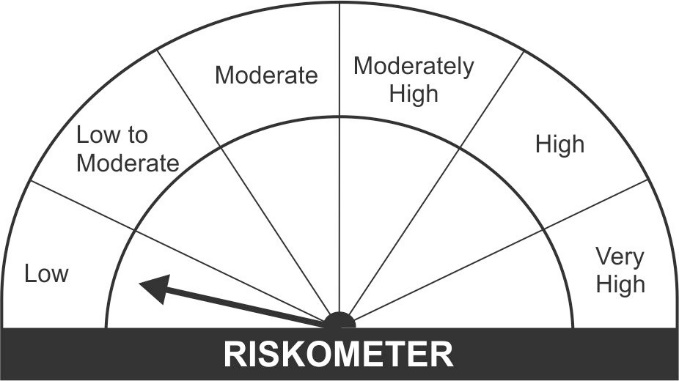 Low
Low to
Moderate
Moderate
Moderately
High
High
Very
High
RISKOMETER